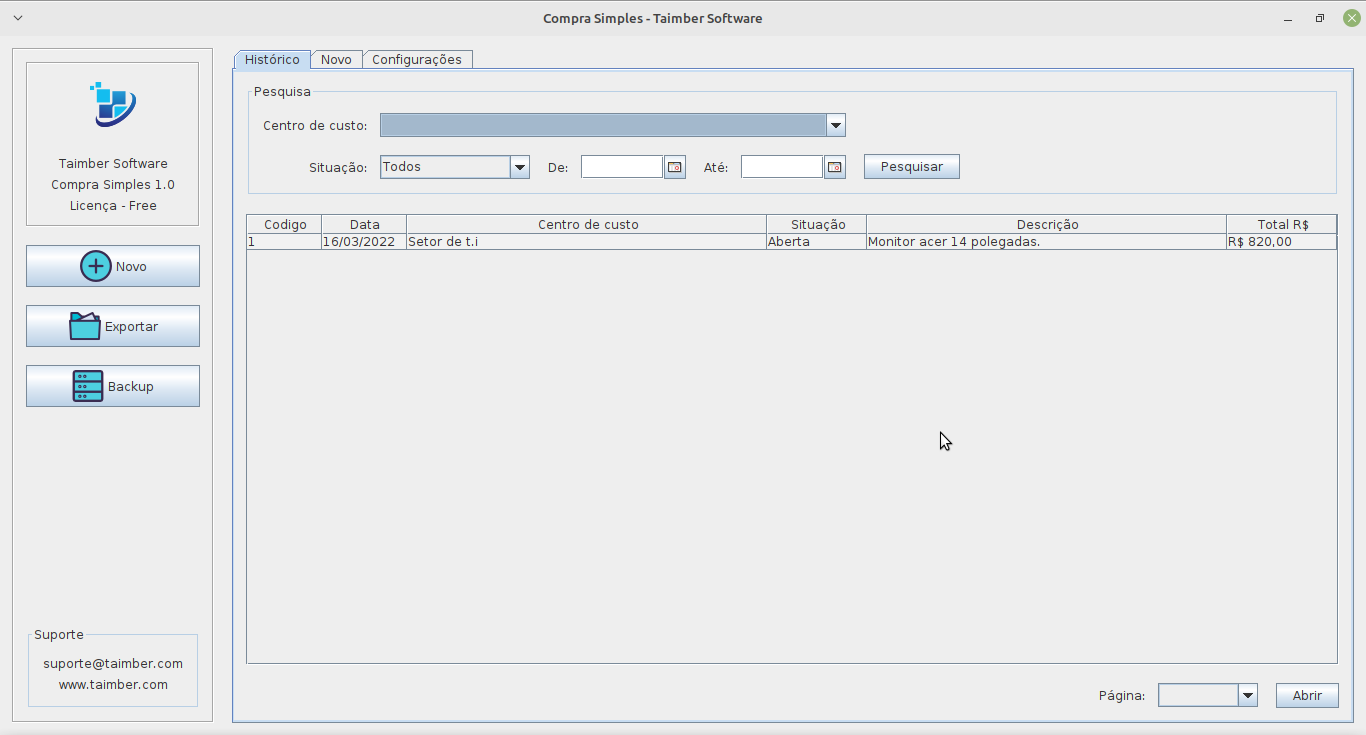 Compra Simples - Taimber Software
Taimber Software
Compra Simples 1.0
Licença - Free
Novo
Exportar
Backup
Suporte
suporte@taimber.com
www.taimber.com
Histórico Novo Configurações
Pesquisa
Centro de custo:
Situação: Todos De: Até: Pesquisar
Codigo Data Centro de custo Situação Descrição Total R$
1 16/03/2022 Setor de t.i Aberta Monitor acer 14 polegadas. R$ 820,00
Página: Abrir